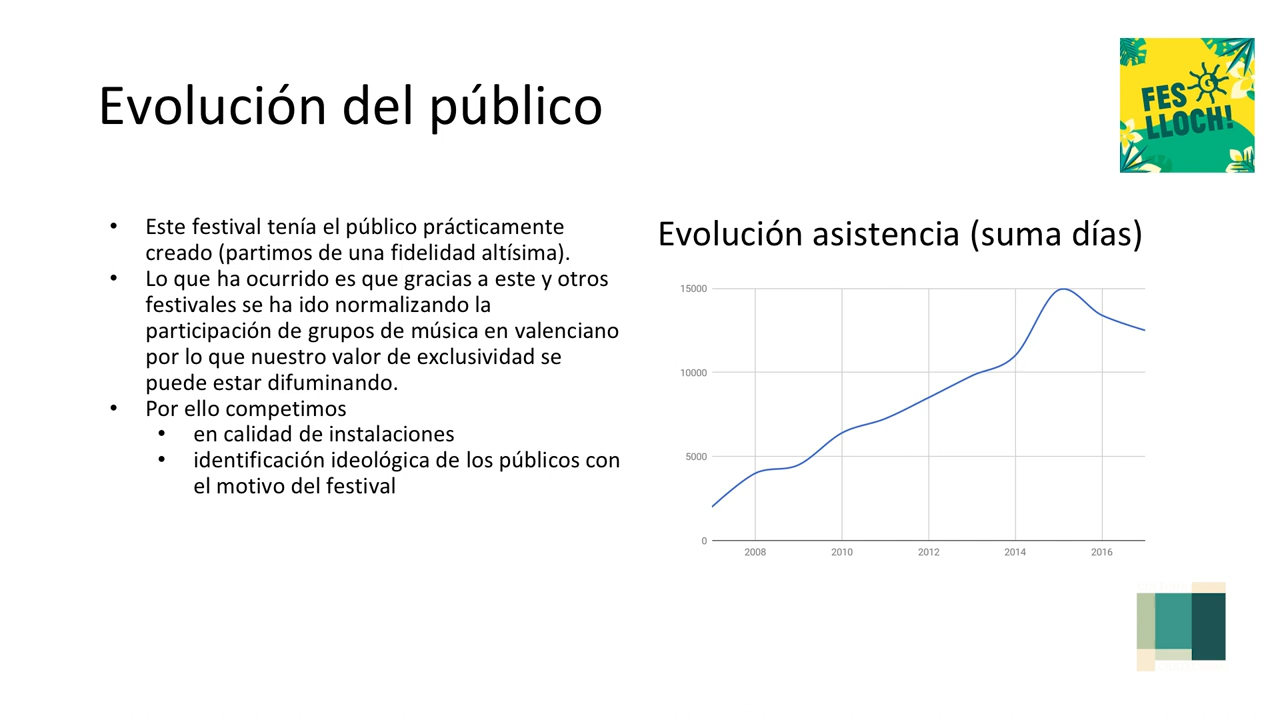 Evolución del público
FES
LLOCH!
• Este festival tenía el público prácticamente
creado (partimos de una fidelidad altísima).
• Lo que ha ocurrido es que gracias a este y otros
festivales se ha ido normalizando la
participación de grupos de música en valenciano
por lo que nuestro valor de exclusividad se
puede estar difuminando.
• Por ello competimos
• en calidad de instalaciones
• identificación ideológica de los públicos con
el motivo del festival
Evolución asistencia (suma días)
15000
10000
5000
0
2008 2010 2012 2014 2016